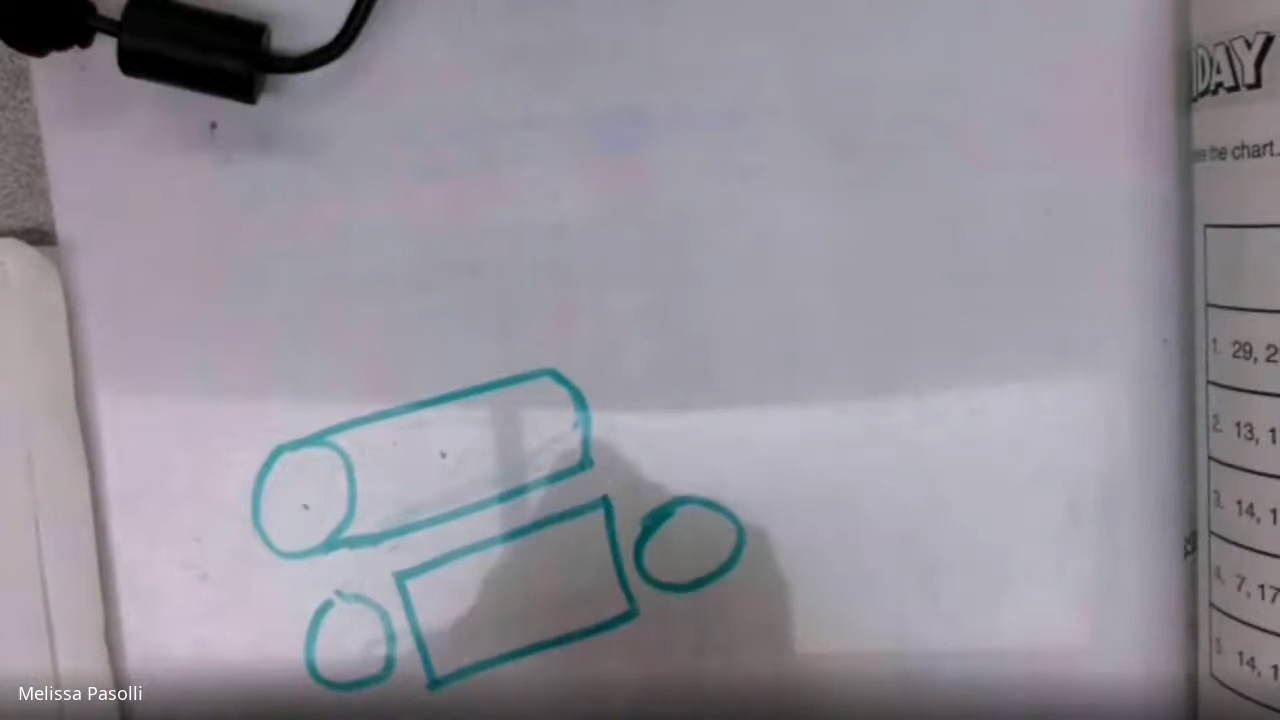 DAY
the chart.
1. 29, 2
2. 13, 1
3. 14, 1
4. 7, 17
5. 14, 1
Melissa Pasolli